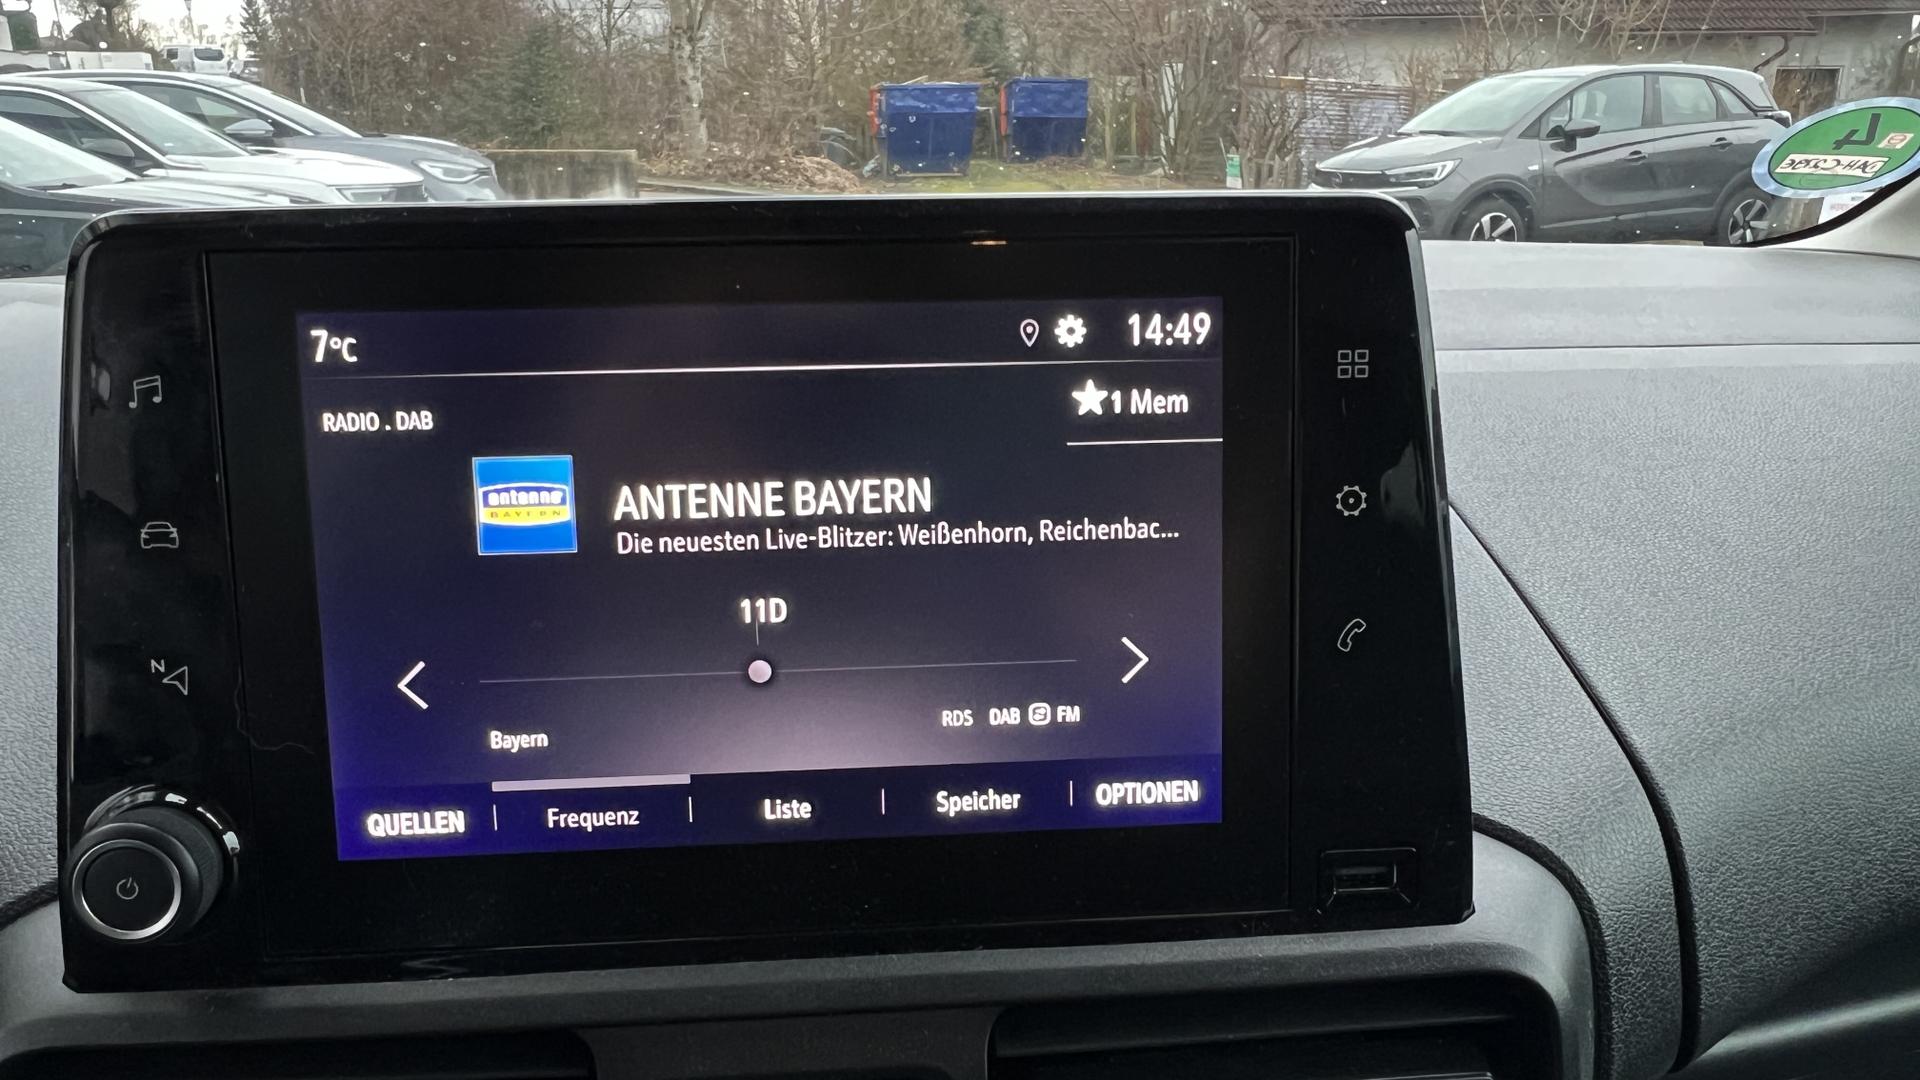 7°C
14:49
RADIO . DAB
1 Mem
antenne
BAYERN
ANTENNE BAYERN
Die neuesten Live-Blitzer: Weißenhorn, Reichenbac...
11D
Bayern
RDS DAB FM
QUELLEN
Frequenz
Liste
Speicher
OPTIONEN
N